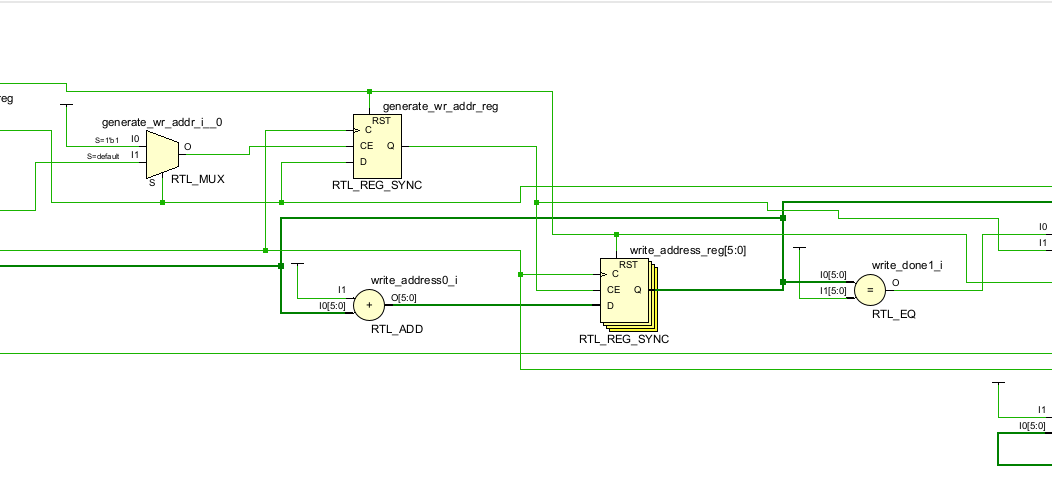 reg
generate_wr_addr_i__0
S=1'b1
I0
S=default
I1
O
S
RTL_MUX
generate_wr_addr_reg
RST
C
CE
Q
D
RTL_REG_SYNC
write_address0_i
I1
O[5:0]
I0[5:0]
+
RTL_ADD
write_address_reg[5:0]
RST
C
CE
Q
D
RTL_REG_SYNC
write_done1_i
I0[5:0]
O
I1[5:0]
=
RTL_EQ
I0
I1
I1
I0[5:0]